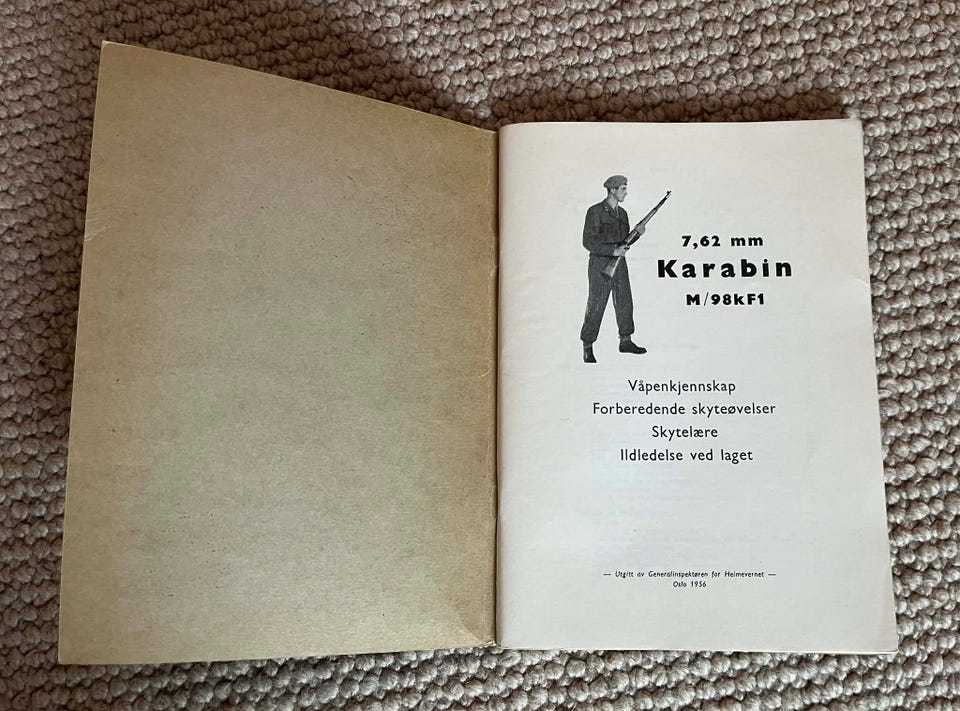 7,62 mm
Karabin
M/98kF1
Våpenkjennskap
Forberedende skyteøvelser
Skytelære
Ildledelse ved laget
— Utgitt av Generalinspektøren for Heimevernet —
Oslo 1956